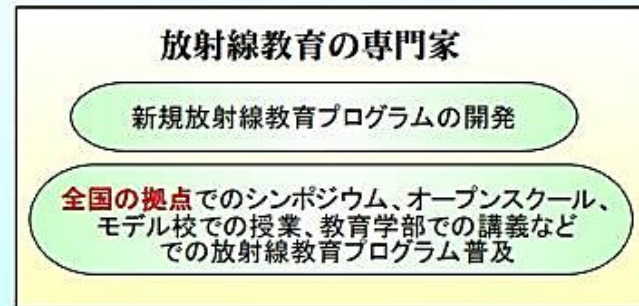 放射線教育の専門家
新規放射線教育プログラムの開発
全国の拠点でのシンポジウム、オープンスクール、
モデル校での授業、教育学部での講義など
での放射線教育プログラム普及